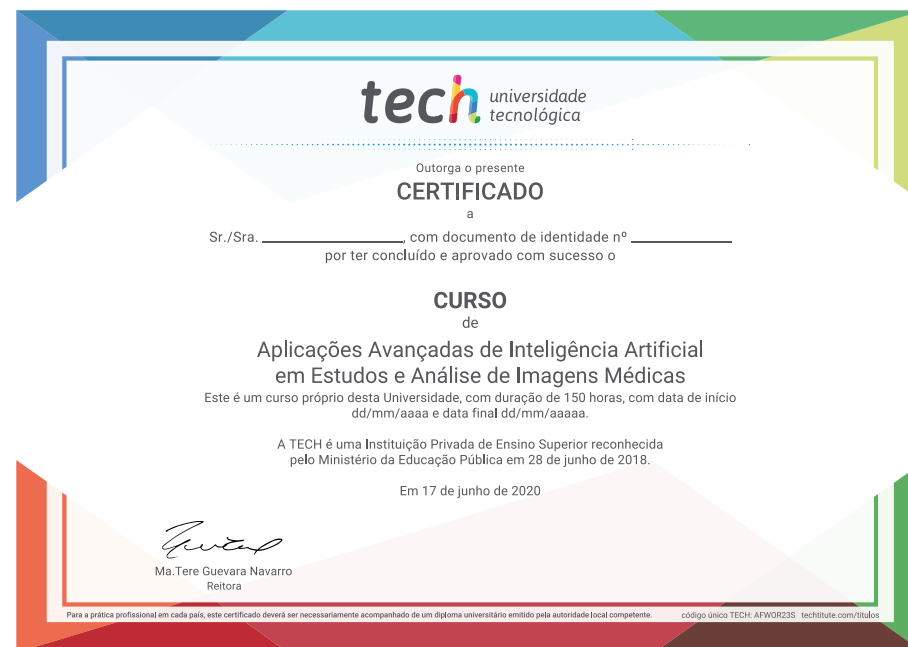 tech universidade
tecnológica
Outorga o presente
CERTIFICADO
a
Sr./Sra. ____________, com documento de identidade nº ____________
por ter concluído e aprovado com sucesso o
CURSO
de
Aplicações Avançadas de Inteligência Artificial
em Estudos e Análise de Imagens Médicas
Este é um curso próprio desta Universidade, com duração de 150 horas, com data de início
dd/mm/aaaa e data final dd/mm/aaaaa.
A TECH é uma Instituição Privada de Ensino Superior reconhecida
pelo Ministério da Educação Pública em 28 de junho de 2018.
Em 17 de junho de 2020
Ma.Tere Guevara Navarro
Reitora
Para a prática profissional em cada país, este certificado deverá ser necessariamente acompanhado de um diploma universitário emitido pela autoridade local competente. código único TECH: AFWOR23S techtitute.com/titulos